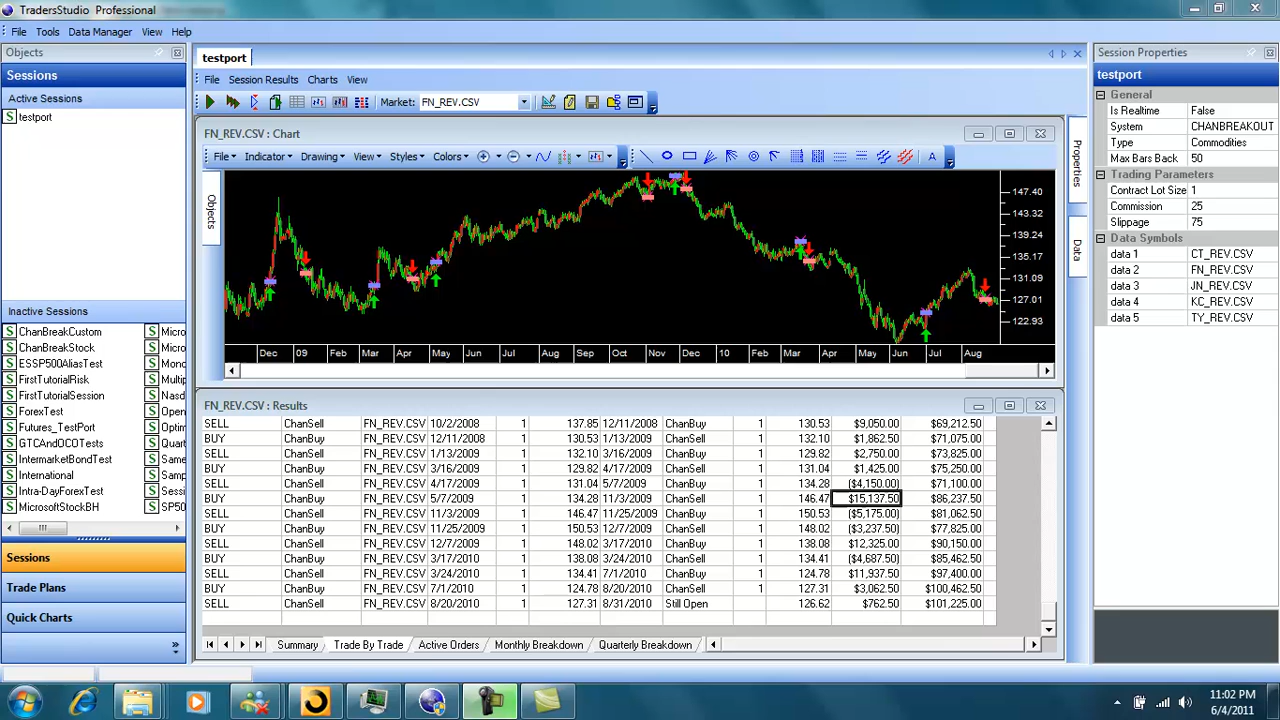 TradersStudio Professional
File Tools Data Manager View Help
Objects
Sessions
Active Sessions
S testport
Inactive Sessions
S ChanBreakCustom S Micro
S ChanBreakStock S Micro
S ESSP500AliasTest S Mono
S FirstTutorialRisk S Multip
S FirstTutorialSession S Nasd
S ForexTest S Open
S Futures_TestPort S Optim
S GTCAndOCOTests S Quart
S IntermarketBondTest S Samp
S International S Samp
S Intra-DayForexTest S Sessi
S MicrosoftStockBH S SP50
Sessions
Trade Plans
Quick Charts
testport
File Session Results Charts View
Market: FN_REV.CSV
FN_REV.CSV : Chart
File Indicator Drawing View Styles Colors A
Objects
147.40
143.32
139.24
135.17
131.09
127.01
122.93
Dec 09 Feb Mar Apr May Jun Jul Aug Sep Oct Nov Dec 10 Feb Mar Apr May Jun Jul Aug
Properties
Data
FN_REV.CSV : Results
SELL ChanSell FN_REV.CSV 10/2/2008 1 137.85 12/11/2008 ChanBuy 1 130.53 $9,050.00 $69,212.50
BUY ChanBuy FN_REV.CSV 12/11/2008 1 130.53 1/13/2009 ChanSell 1 132.10 $1,862.50 $71,075.00
SELL ChanSell FN_REV.CSV 1/13/2009 1 132.10 3/16/2009 ChanBuy 1 129.82 $2,750.00 $73,825.00
BUY ChanBuy FN_REV.CSV 3/16/2009 1 129.82 4/17/2009 ChanSell 1 131.04 $1,425.00 $75,250.00
SELL ChanSell FN_REV.CSV 4/17/2009 1 131.04 5/7/2009 ChanBuy 1 134.28 ($4,150.00) $71,100.00
BUY ChanBuy FN_REV.CSV 5/7/2009 1 134.28 11/3/2009 ChanSell 1 146.47 $15,137.50 $86,237.50
SELL ChanSell FN_REV.CSV 11/3/2009 1 146.47 11/25/2009 ChanBuy 1 150.53 ($5,175.00) $81,062.50
BUY ChanBuy FN_REV.CSV 11/25/2009 1 150.53 12/7/2009 ChanSell 1 148.02 ($3,237.50) $77,825.00
SELL ChanSell FN_REV.CSV 12/7/2009 1 148.02 3/17/2010 ChanBuy 1 138.08 $12,325.00 $90,150.00
BUY ChanBuy FN_REV.CSV 3/17/2010 1 138.08 3/24/2010 ChanSell 1 134.41 ($4,687.50) $85,462.50
SELL ChanSell FN_REV.CSV 3/24/2010 1 134.41 7/1/2010 ChanBuy 1 124.78 $11,937.50 $97,400.00
BUY ChanBuy FN_REV.CSV 7/1/2010 1 124.78 8/20/2010 ChanSell 1 127.31 $3,062.50 $100,462.50
SELL ChanSell FN_REV.CSV 8/20/2010 1 127.31 8/31/2010 Still Open 126.62 $762.50 $101,225.00
Summary Trade By Trade Active Orders Monthly Breakdown Quarterly Breakdown
Session Properties
testport
General
Is Realtime False
System CHANBREAKOUT
Type Commodities
Max Bars Back 50
Trading Parameters
Contract Lot Size 1
Commission 25
Slippage 75
Data Symbols
data 1 CT_REV.CSV
data 2 FN_REV.CSV
data 3 JN_REV.CSV
data 4 KC_REV.CSV
data 5 TY_REV.CSV
11:02 PM
6/4/2011